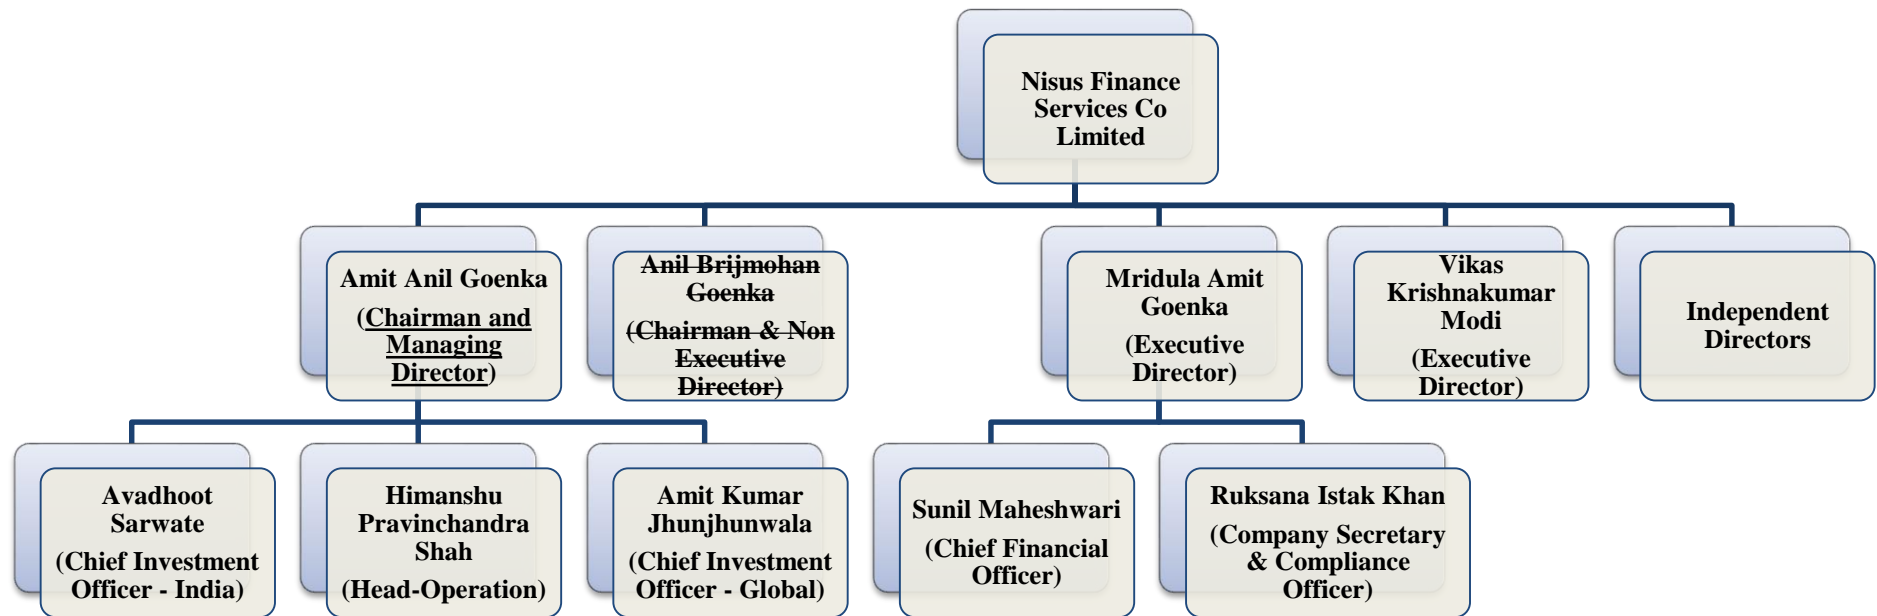 Nisus Finance
Services Co
Limited
Amit Anil Goenka
(Chairman and
Managing
Director)
Anil Brijmohan
Goenka
(Chairman & Non
Executive
Director)
Mridula Amit
Goenka
(Executive
Director)
Vikas
Krishnakumar
Modi
(Executive
Director)
Independent
Directors
Avadhoot
Sarwate
(Chief Investment
Officer - India)
Himanshu
Pravinchandra
Shah
(Head-Operation)
Amit Kumar
Jhunjhunwala
(Chief Investment
Officer - Global)
Sunil Maheshwari
(Chief Financial
Officer)
Ruksana Istak Khan
(Company Secretary
& Compliance
Officer)